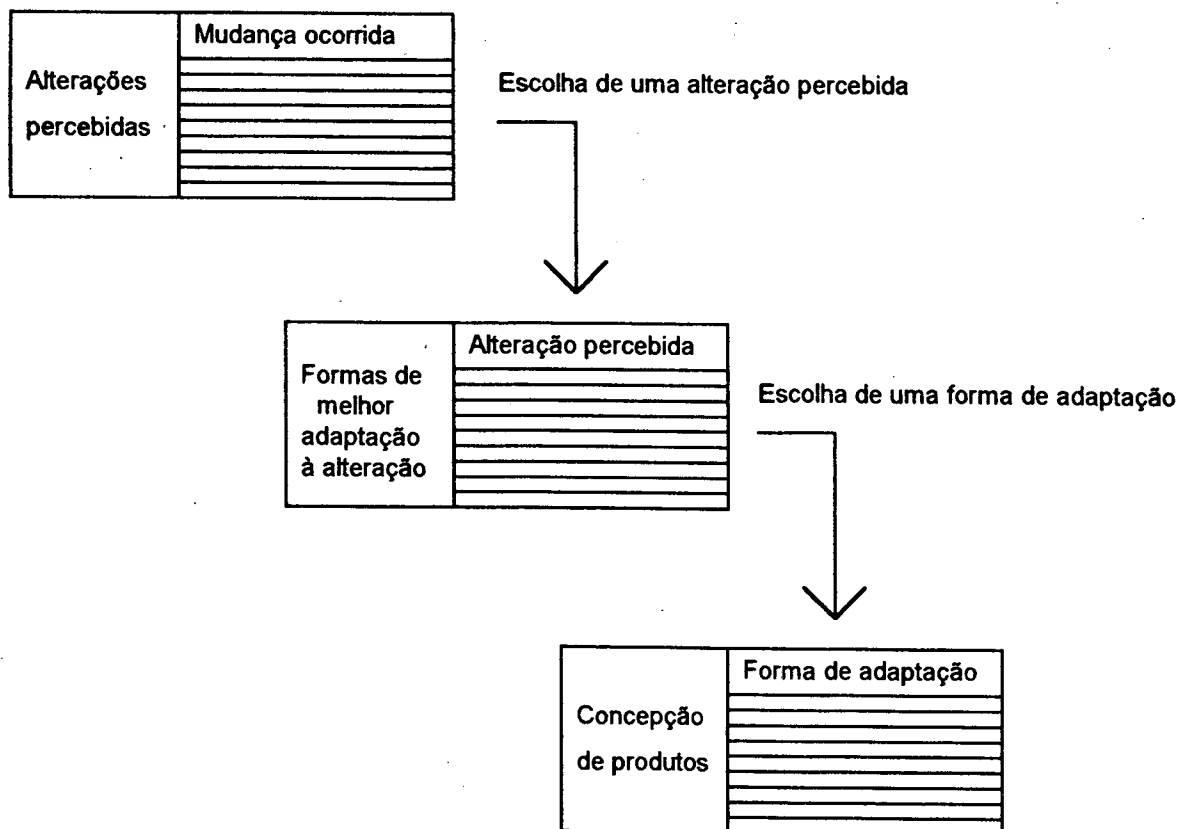 Mudança ocorrida
Alterações
percebidas
Escolha de uma alteração percebida
Alteração percebida
Formas de
melhor
adaptação
à alteração
Escolha de uma forma de adaptação
Forma de adaptação
Concepção
de produtos